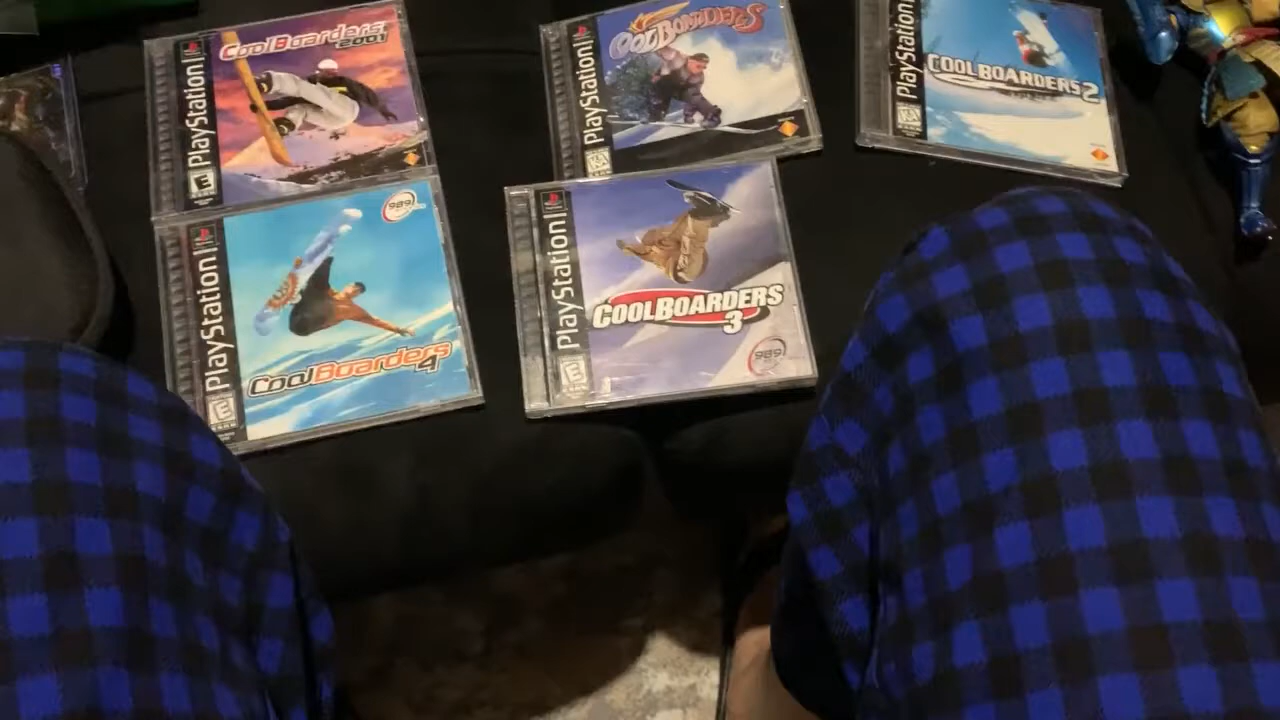 PlayStation
CoolBoarders
2001
E
PlayStation
CoolBoarders
PlayStation
COOLBOARDERS 2
PlayStation
989
CoolBoarders
4
E
PlayStation
COOLBOARDERS
3
989
E